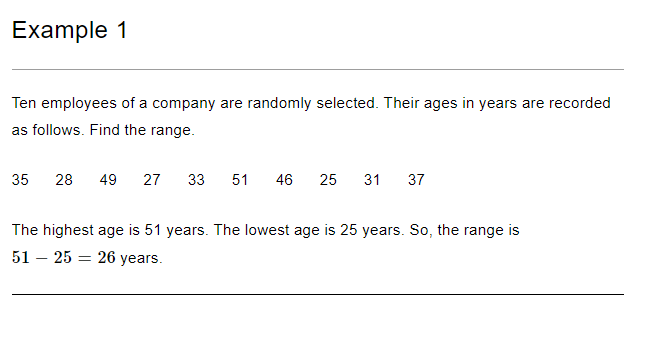 Example 1
Ten employees of a company are randomly selected. Their ages in years are recorded
as follows. Find the range.
35 28 49 27 33 51 46 25 31 37
The highest age is 51 years. The lowest age is 25 years. So, the range is
51 − 25 = 26 years.